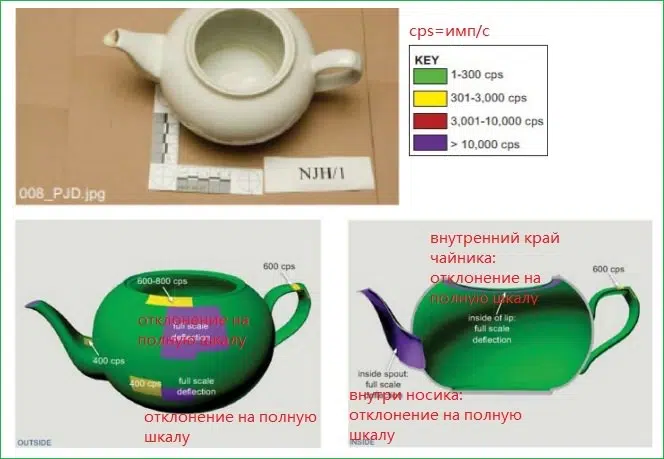 cps=имп/с
KEY
1-300 cps
301-3,000 cps
3,001-10,000 cps
> 10,000 cps
NJH/1
008_PJD.jpg
600-800 cps
отклонение на
полную шкалу
full scale
deflection
600 cps
400 cps
400 cps
full scale
deflection
отклонение на полную
шкалу
OUTSIDE
внутренний край
чайника:
отклонение на
полную шкалу
600 cps
inside of lip:
full scale
deflection
inside spout:
full scale
deflection
внутри носика:
отклонение на полную
шкалу
INSIDE